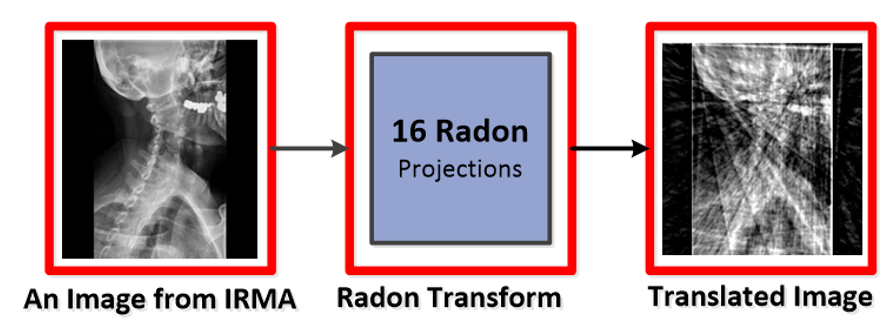 16 Radon
Projections
An Image from IRMA
Radon Transform
Translated Image